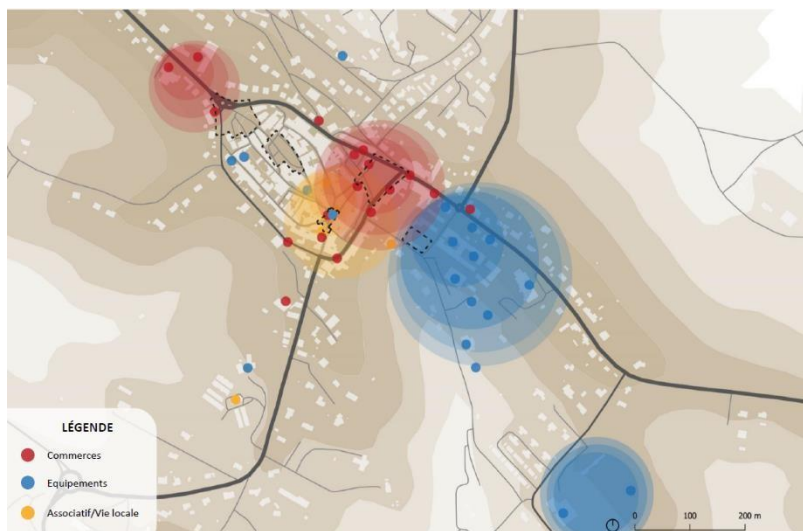 LÉGENDE
Commerces
Equipements
Associatif/Vie locale
0 100 200 m